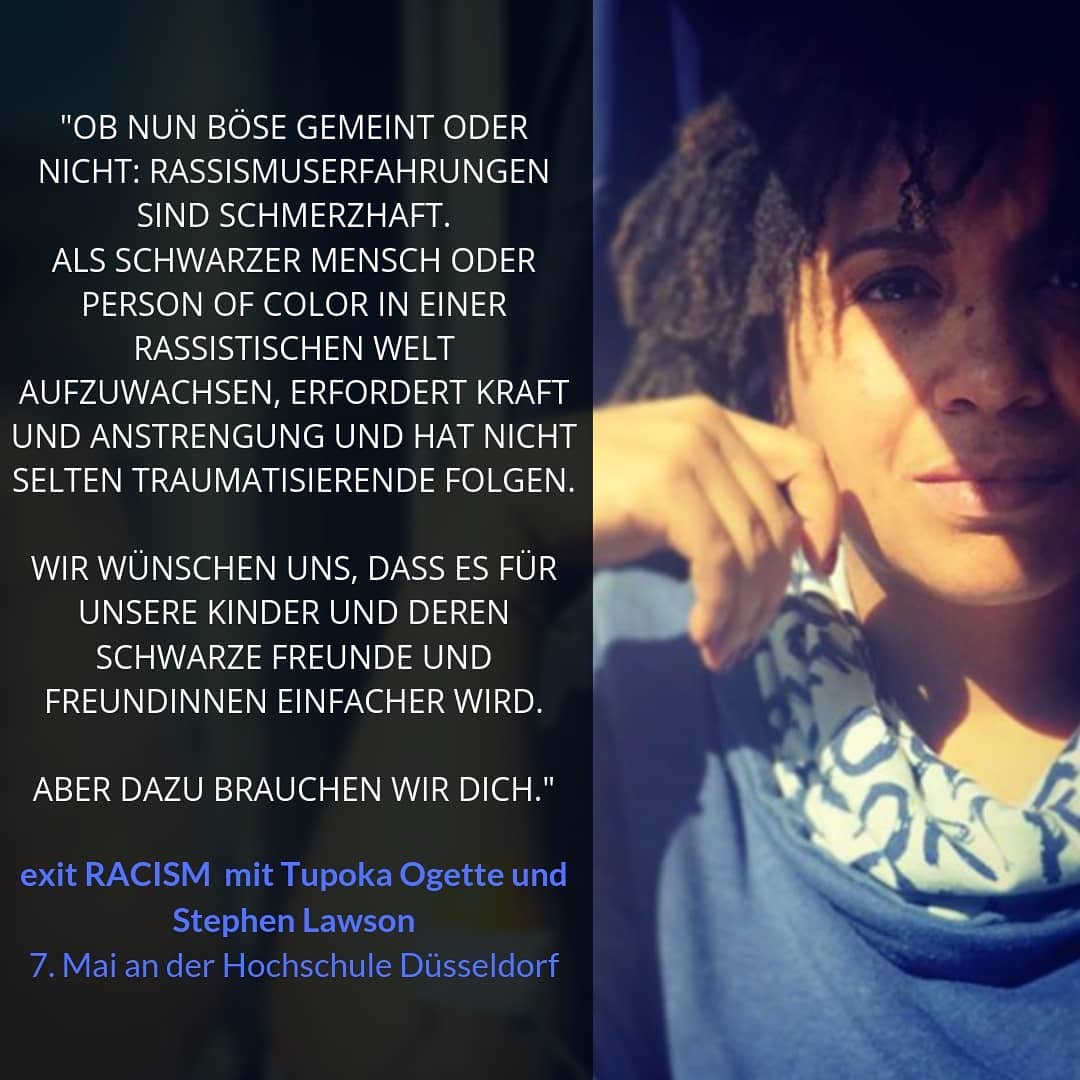 "OB NUN BÖSE GEMEINT ODER
NICHT: RASSISMUSERFAHRUNGEN
SIND SCHMERZHAFT.
ALS SCHWARZER MENSCH ODER
PERSON OF COLOR IN EINER
RASSISTISCHEN WELT
AUFZUWACHSEN, ERFORDERT KRAFT
UND ANSTRENGUNG UND HAT NICHT
SELTEN TRAUMATISIERENDE FOLGEN.
WIR WÜNSCHEN UNS, DASS ES FÜR
UNSERE KINDER UND DEREN
SCHWARZE FREUNDE UND
FREUNDINNEN EINFACHER WIRD.
ABER DAZU BRAUCHEN WIR DICH."
exit RACISM mit Tupoka Ogette und
Stephen Lawson
7. Mai an der Hochschule Düsseldorf